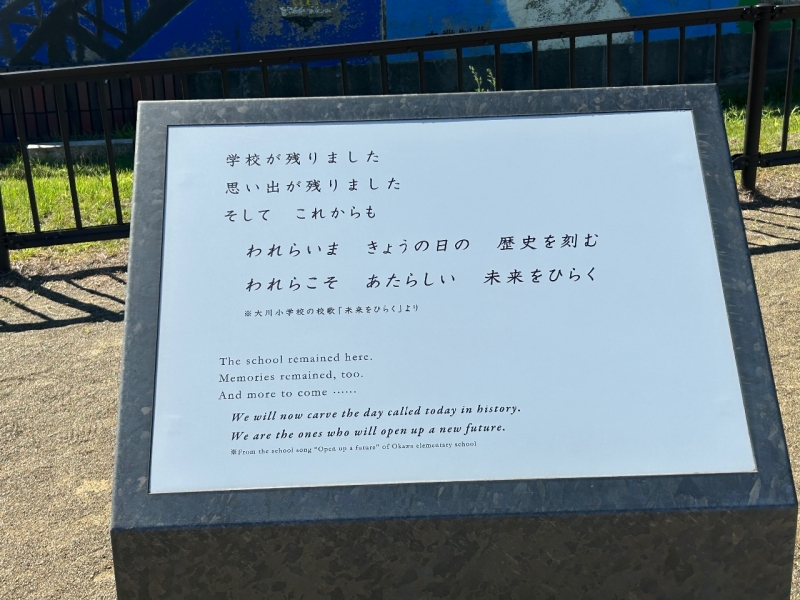 学校が残りました
思い出が残りました
そして　これからも
われらいま　きょうの日の　歴史を刻む
われらこそ　あたらしい　未来をひらく
※大川小学校の校歌「未来をひらく」より
The school remained here.
Memories remained, too.
And more to come ……
We will now carve the day called today in history.
We are the ones who will open up a new future.
※From the school song "Open up a future" of Okawa elementary school